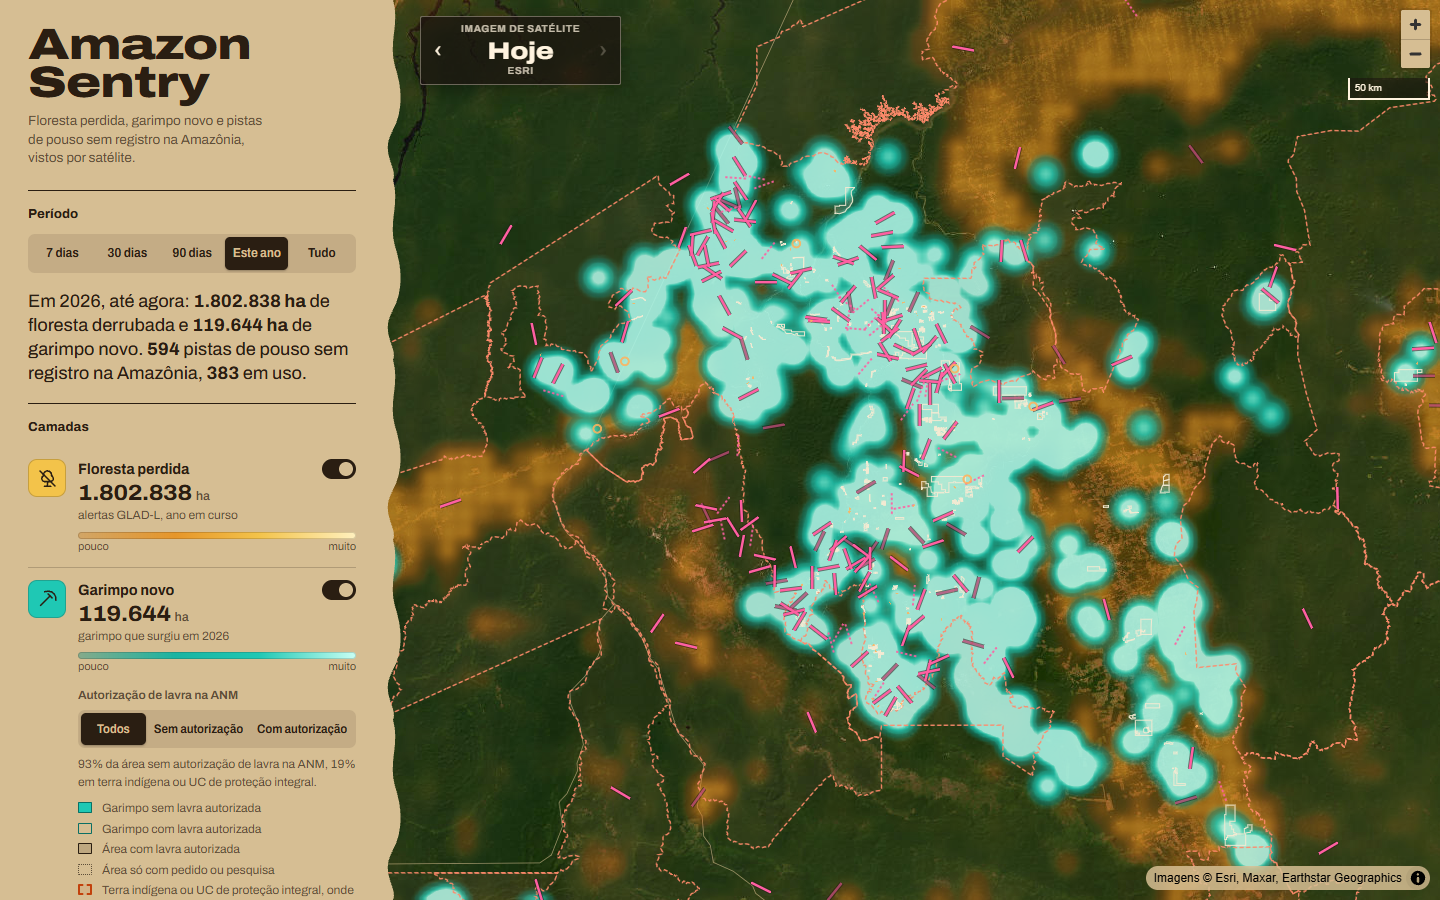 Amazon
Sentry
Floresta perdida, garimpo novo e pistas
de pouso sem registro na Amazônia,
vistos por satélite.
Período
7 dias
30 dias
90 dias
Este ano
Tudo
Em 2026, até agora: 1.802.838 ha de
floresta derrubada e 119.644 ha de
garimpo novo. 594 pistas de pouso sem
registro na Amazônia, 383 em uso.
Camadas
Floresta perdida
1.802.838 ha
alertas GLAD-L, ano em curso
pouco
muito
Garimpo novo
119.644 ha
garimpo que surgiu em 2026
pouco
muito
Autorização de lavra na ANM
Todos
Sem autorização
Com autorização
93% da área sem autorização de lavra na ANM, 19%
em terra indígena ou UC de proteção integral.
Garimpo sem lavra autorizada
Garimpo com lavra autorizada
Área com lavra autorizada
Área só com pedido ou pesquisa
Terra indígena ou UC de proteção integral, onde
IMAGEM DE SATÉLITE
‹ Hoje ›
ESRI
+
−
50 km
Imagens © Esri, Maxar, Earthstar Geographics